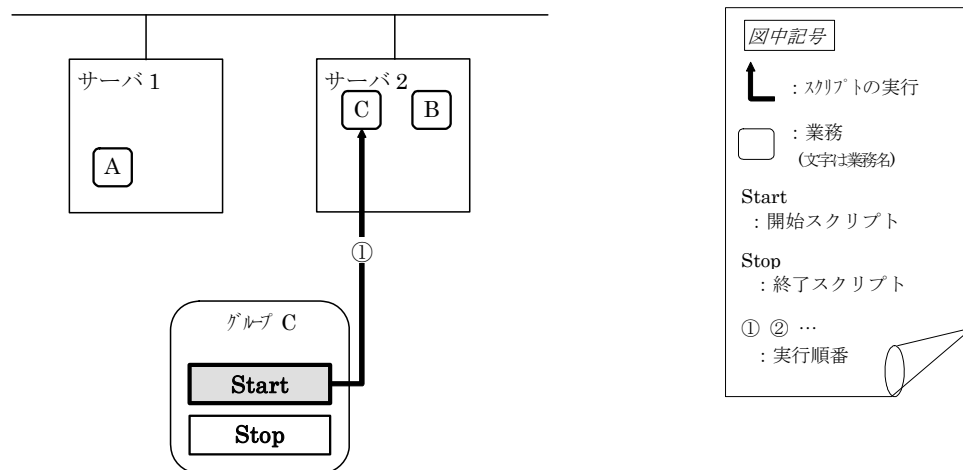 サーバ 1
サーバ 2
C
B
A
①
グループ C
Start
Stop
図中記号
：スクリプトの実行
：業務
(文字は業務名)
Start
：開始スクリプト
Stop
：終了スクリプト
① ② …
：実行順番